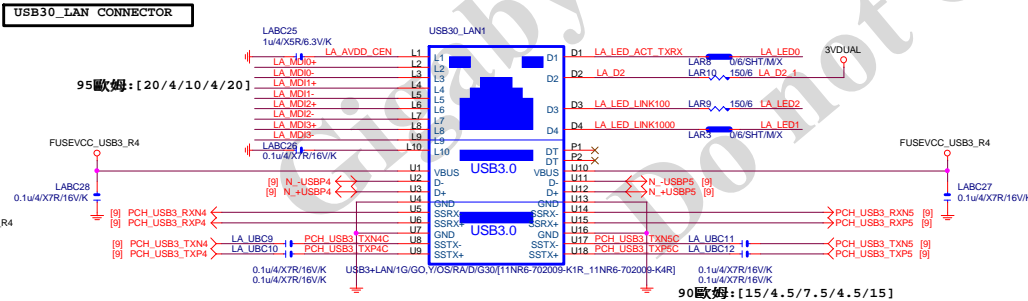 USB30_LAN CONNECTOR
LABC25
1u/4/X5R/6.3V/K
USB30_LAN1
LA_AVDD_CEN L1 L1 D1 D1 LA_LED_ACT_TXRX LA_LED0
3VDUAL
LA_MDI0+ L2 L2
LAR8 0/6/SHT/M/X
LA_MDI0- L3 L3 D2 D2 LA_D2 LAR10 150/6 LA_D2_1
95歐姆:[20/4/10/4/20]
LA_MDI1+ L4 L4
LA_MDI1- L5 L5
LA_MDI2+ L6 L6 D3 D3 LA_LED_LINK100 LAR9 150/6 LA_LED2
LA_MDI2- L7 L7
LA_MDI3+ L8 L8 D4 D4 LA_LED_LINK1000 LA_LED1
LAR3 0/6/SHT/M/X
LA_MDI3- L9 L9
LABC26 L10 L10 DT P1
0.1u/4/X7R/16V/K DT P2
FUSEVCC_USB3_R4 FUSEVCC_USB3_R4
USB3.0
U1 VBUS VBUS U10
[9] N_-USBP4 U2 D- D- U11 N_-USBP5 [9]
[9] N_+USBP4 U3 D+ D+ U12 N_+USBP5 [9]
LABC28
0.1u/4/X7R/16V/K
LABC27
0.1u/4/X7R/16V/K
U4 GND GND U13
[9] PCH_USB3_RXN4 U5 SSRX- SSRX- U14 PCH_USB3_RXN5 [9]
R4
[9] PCH_USB3_RXP4 U6 SSRX+ SSRX+ U15 PCH_USB3_RXP5 [9]
U7 GND USB3.0 GND U16
[9] PCH_USB3_TXN4 LA_UBC9 PCH_USB3_TXN4C U8 SSTX- SSTX- U17 PCH_USB3_TXN5C LA_UBC11 PCH_USB3_TXN5 [9]
[9] PCH_USB3_TXP4 LA_UBC10 PCH_USB3_TXP4C U9 SSTX+ SSTX+ U18 PCH_USB3_TXP5C LA_UBC12 PCH_USB3_TXP5 [9]
0.1u/4/X7R/16V/K USB3+LAN/1G/GO,Y/OS/RA/D/G30/[11NR6-702009-K1R_11NR6-702009-K4R] 0.1u/4/X7R/16V/K
0.1u/4/X7R/16V/K 0.1u/4/X7R/16V/K
90歐姆:[15/4.5/7.5/4.5/15]
Gigaby
Do not C